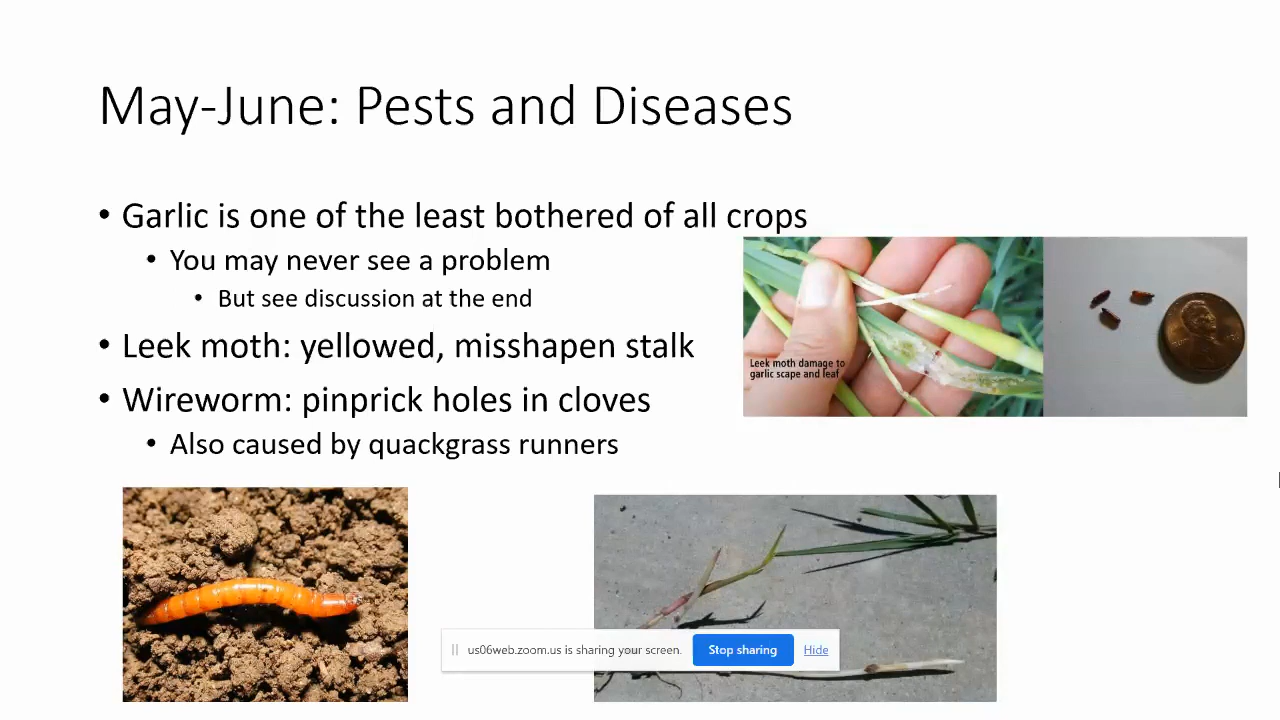 May-June: Pests and Diseases
• Garlic is one of the least bothered of all crops
• You may never see a problem
• But see discussion at the end
• Leek moth: yellowed, misshapen stalk
• Wireworm: pinprick holes in cloves
• Also caused by quackgrass runners
Leek moth damage to
garlic scape and leaf
us06web.zoom.us is sharing your screen.
Stop sharing
Hide